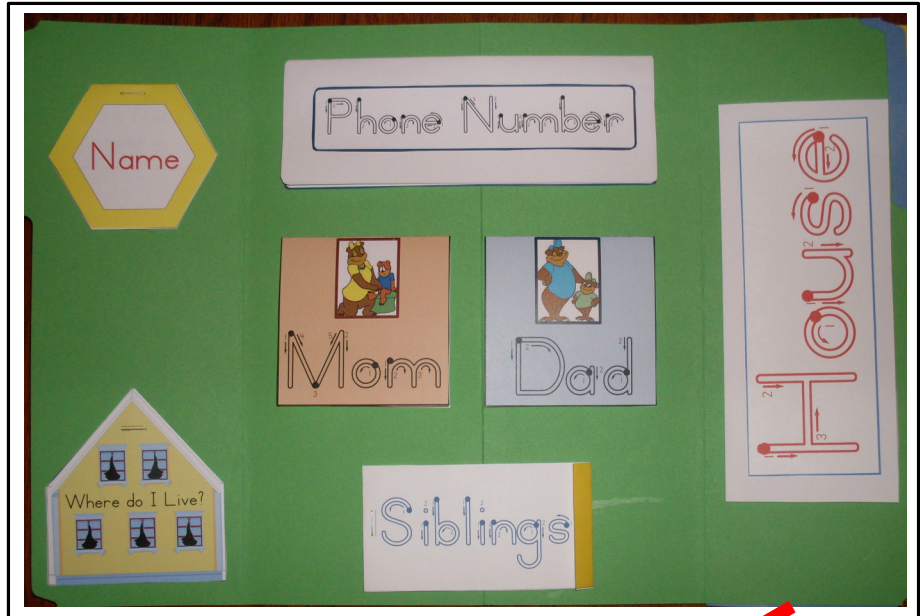 Name
Phone Number
House
Mom
Dad
Where do I Live?
Siblings